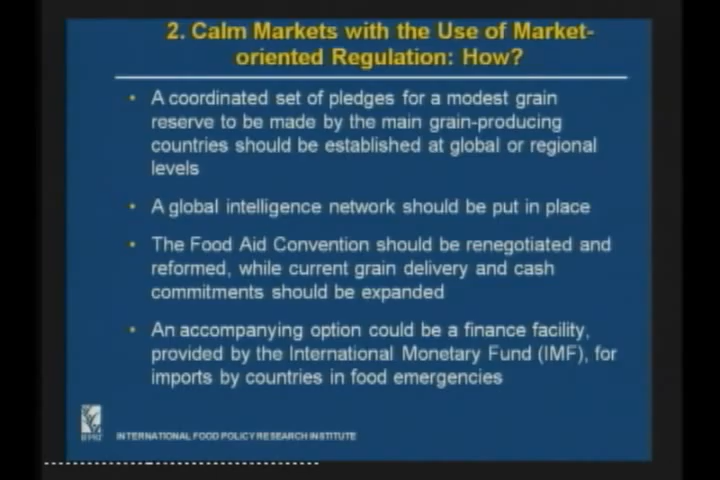 2. Calm Markets with the Use of Market-
oriented Regulation: How?
• A coordinated set of pledges for a modest grain
reserve to be made by the main grain-producing
countries should be established at global or regional
levels
• A global intelligence network should be put in place
• The Food Aid Convention should be renegotiated and
reformed, while current grain delivery and cash
commitments should be expanded
• An accompanying option could be a finance facility,
provided by the International Monetary Fund (IMF), for
imports by countries in food emergencies
IFPRI
INTERNATIONAL FOOD POLICY RESEARCH INSTITUTE